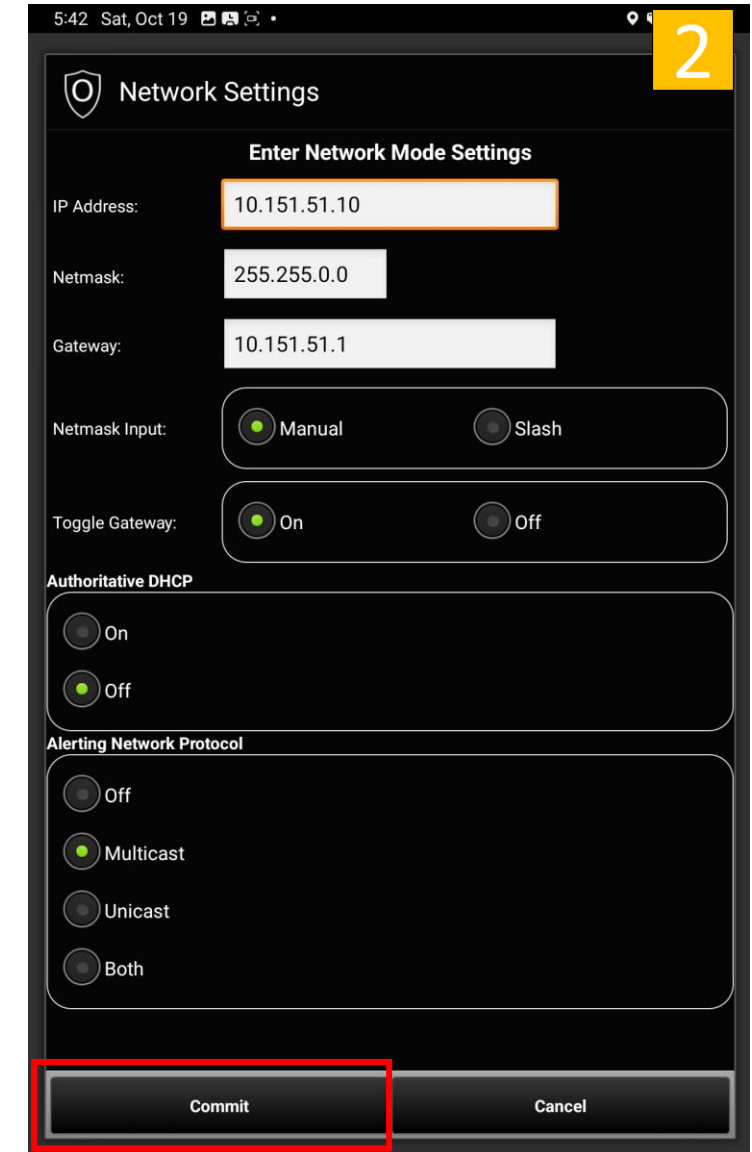 5:42 Sat, Oct 19
2
O Network Settings
Enter Network Mode Settings
IP Address: 10.151.51.10
Netmask: 255.255.0.0
Gateway: 10.151.51.1
Netmask Input: Manual Slash
Toggle Gateway: On Off
Authoritative DHCP
On
Off
Alerting Network Protocol
Off
Multicast
Unicast
Both
Commit Cancel